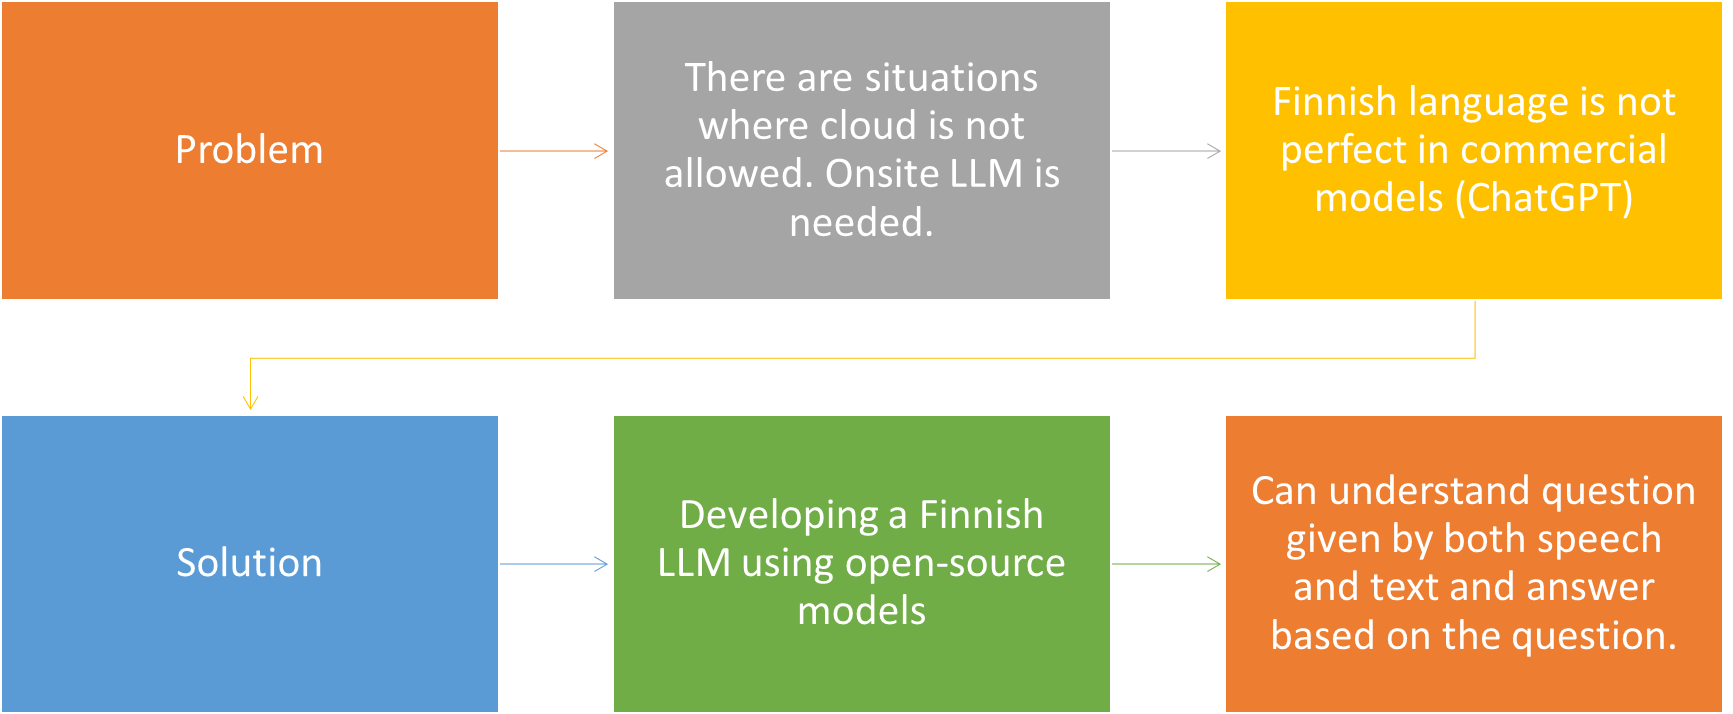 Problem
There are situations
where cloud is not
allowed. Onsite LLM is
needed.
Finnish language is not
perfect in commercial
models (ChatGPT)
Solution
Developing a Finnish
LLM using open-source
models
Can understand question
given by both speech
and text and answer
based on the question.